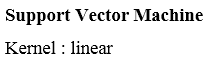 Support Vector Machine
Kernel : linear